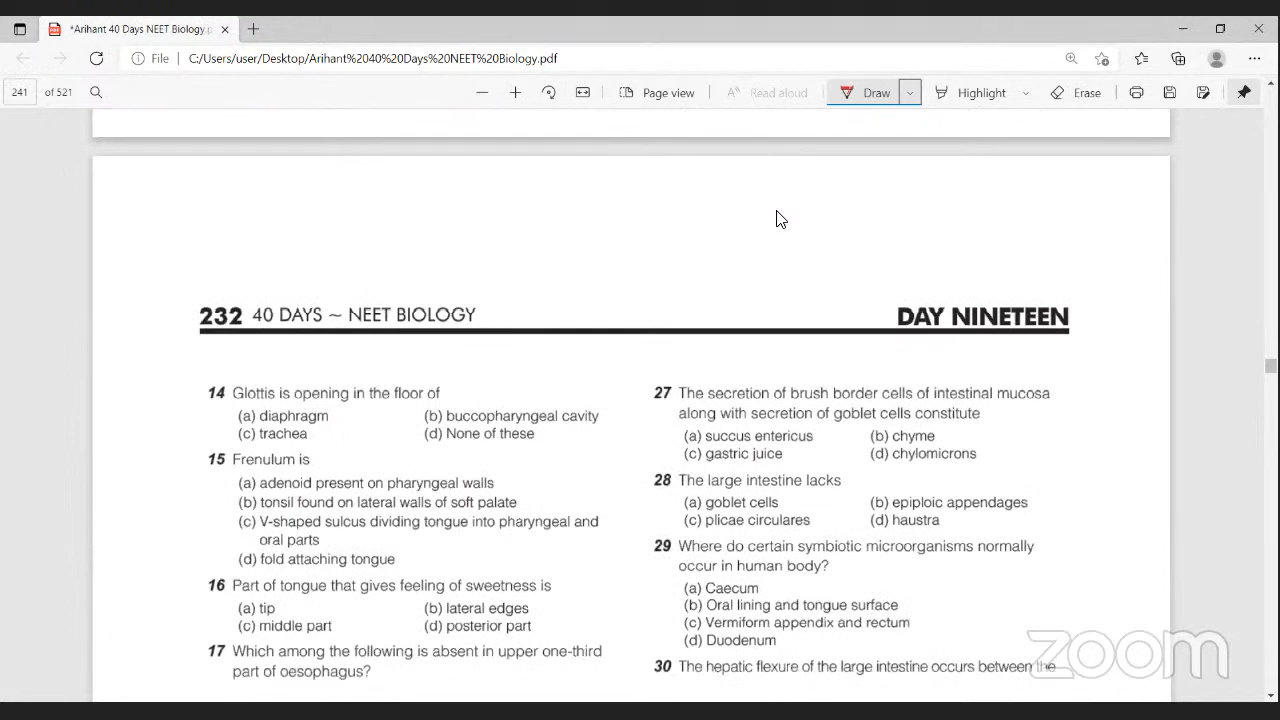 *Arihant 40 Days NEET Biology.p
File C:/Users/user/Desktop/Arihant%2040%20Days%20NEET%20Biology.pdf
241 of 521 Page view Read aloud Draw Highlight Erase
232 40 DAYS ~ NEET BIOLOGY
DAY NINETEEN
14 Glottis is opening in the floor of
(a) diaphragm (b) buccopharyngeal cavity
(c) trachea (d) None of these
15 Frenulum is
(a) adenoid present on pharyngeal walls
(b) tonsil found on lateral walls of soft palate
(c) V-shaped sulcus dividing tongue into pharyngeal and
oral parts
(d) fold attaching tongue
16 Part of tongue that gives feeling of sweetness is
(a) tip (b) lateral edges
(c) middle part (d) posterior part
17 Which among the following is absent in upper one-third
part of oesophagus?
27 The secretion of brush border cells of intestinal mucosa
along with secretion of goblet cells constitute
(a) succus entericus (b) chyme
(c) gastric juice (d) chylomicrons
28 The large intestine lacks
(a) goblet cells (b) epiploic appendages
(c) plicae circulares (d) haustra
29 Where do certain symbiotic microorganisms normally
occur in human body?
(a) Caecum
(b) Oral lining and tongue surface
(c) Vermiform appendix and rectum
(d) Duodenum
30 The hepatic flexure of the large intestine occurs between the
zoom